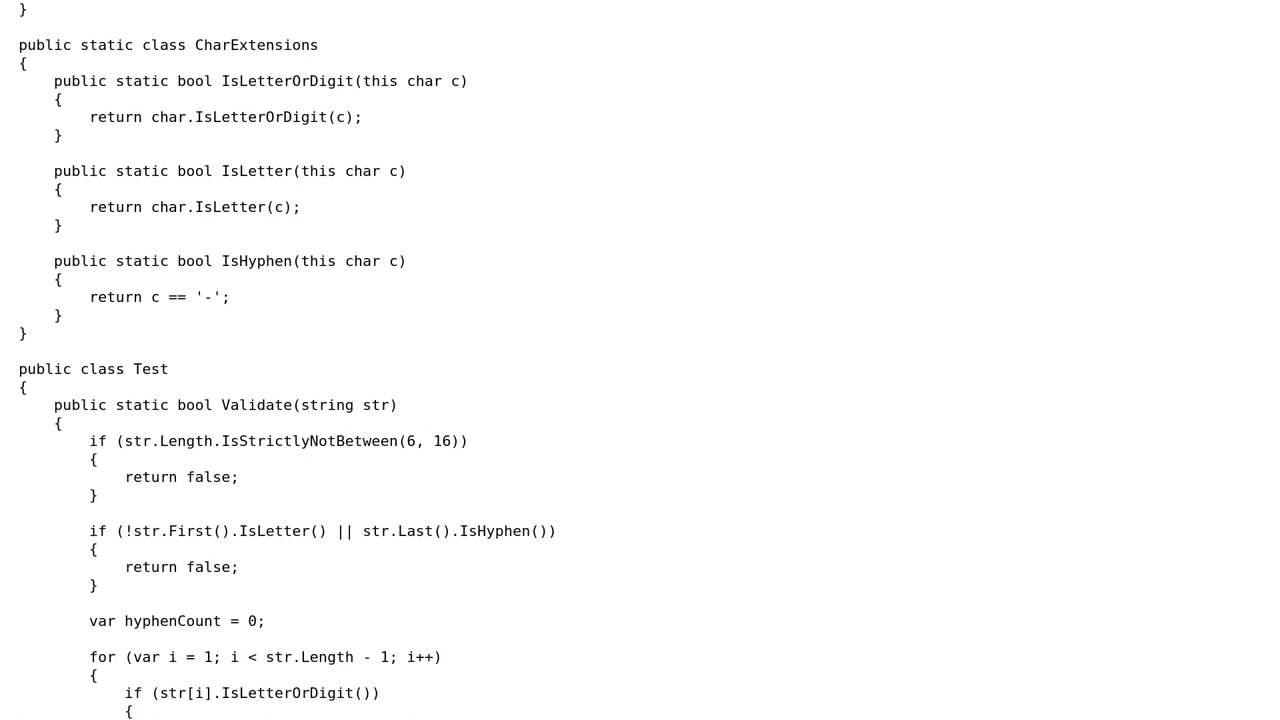 }
public static class CharExtensions
{
    public static bool IsLetterOrDigit(this char c)
    {
        return char.IsLetterOrDigit(c);
    }
    public static bool IsLetter(this char c)
    {
        return char.IsLetter(c);
    }
    public static bool IsHyphen(this char c)
    {
        return c == '-';
    }
}
public class Test
{
    public static bool Validate(string str)
    {
        if (str.Length.IsStrictlyNotBetween(6, 16))
        {
            return false;
        }
        if (!str.First().IsLetter() || str.Last().IsHyphen())
        {
            return false;
        }
        var hyphenCount = 0;
        for (var i = 1; i < str.Length - 1; i++)
        {
            if (str[i].IsLetterOrDigit())
            {